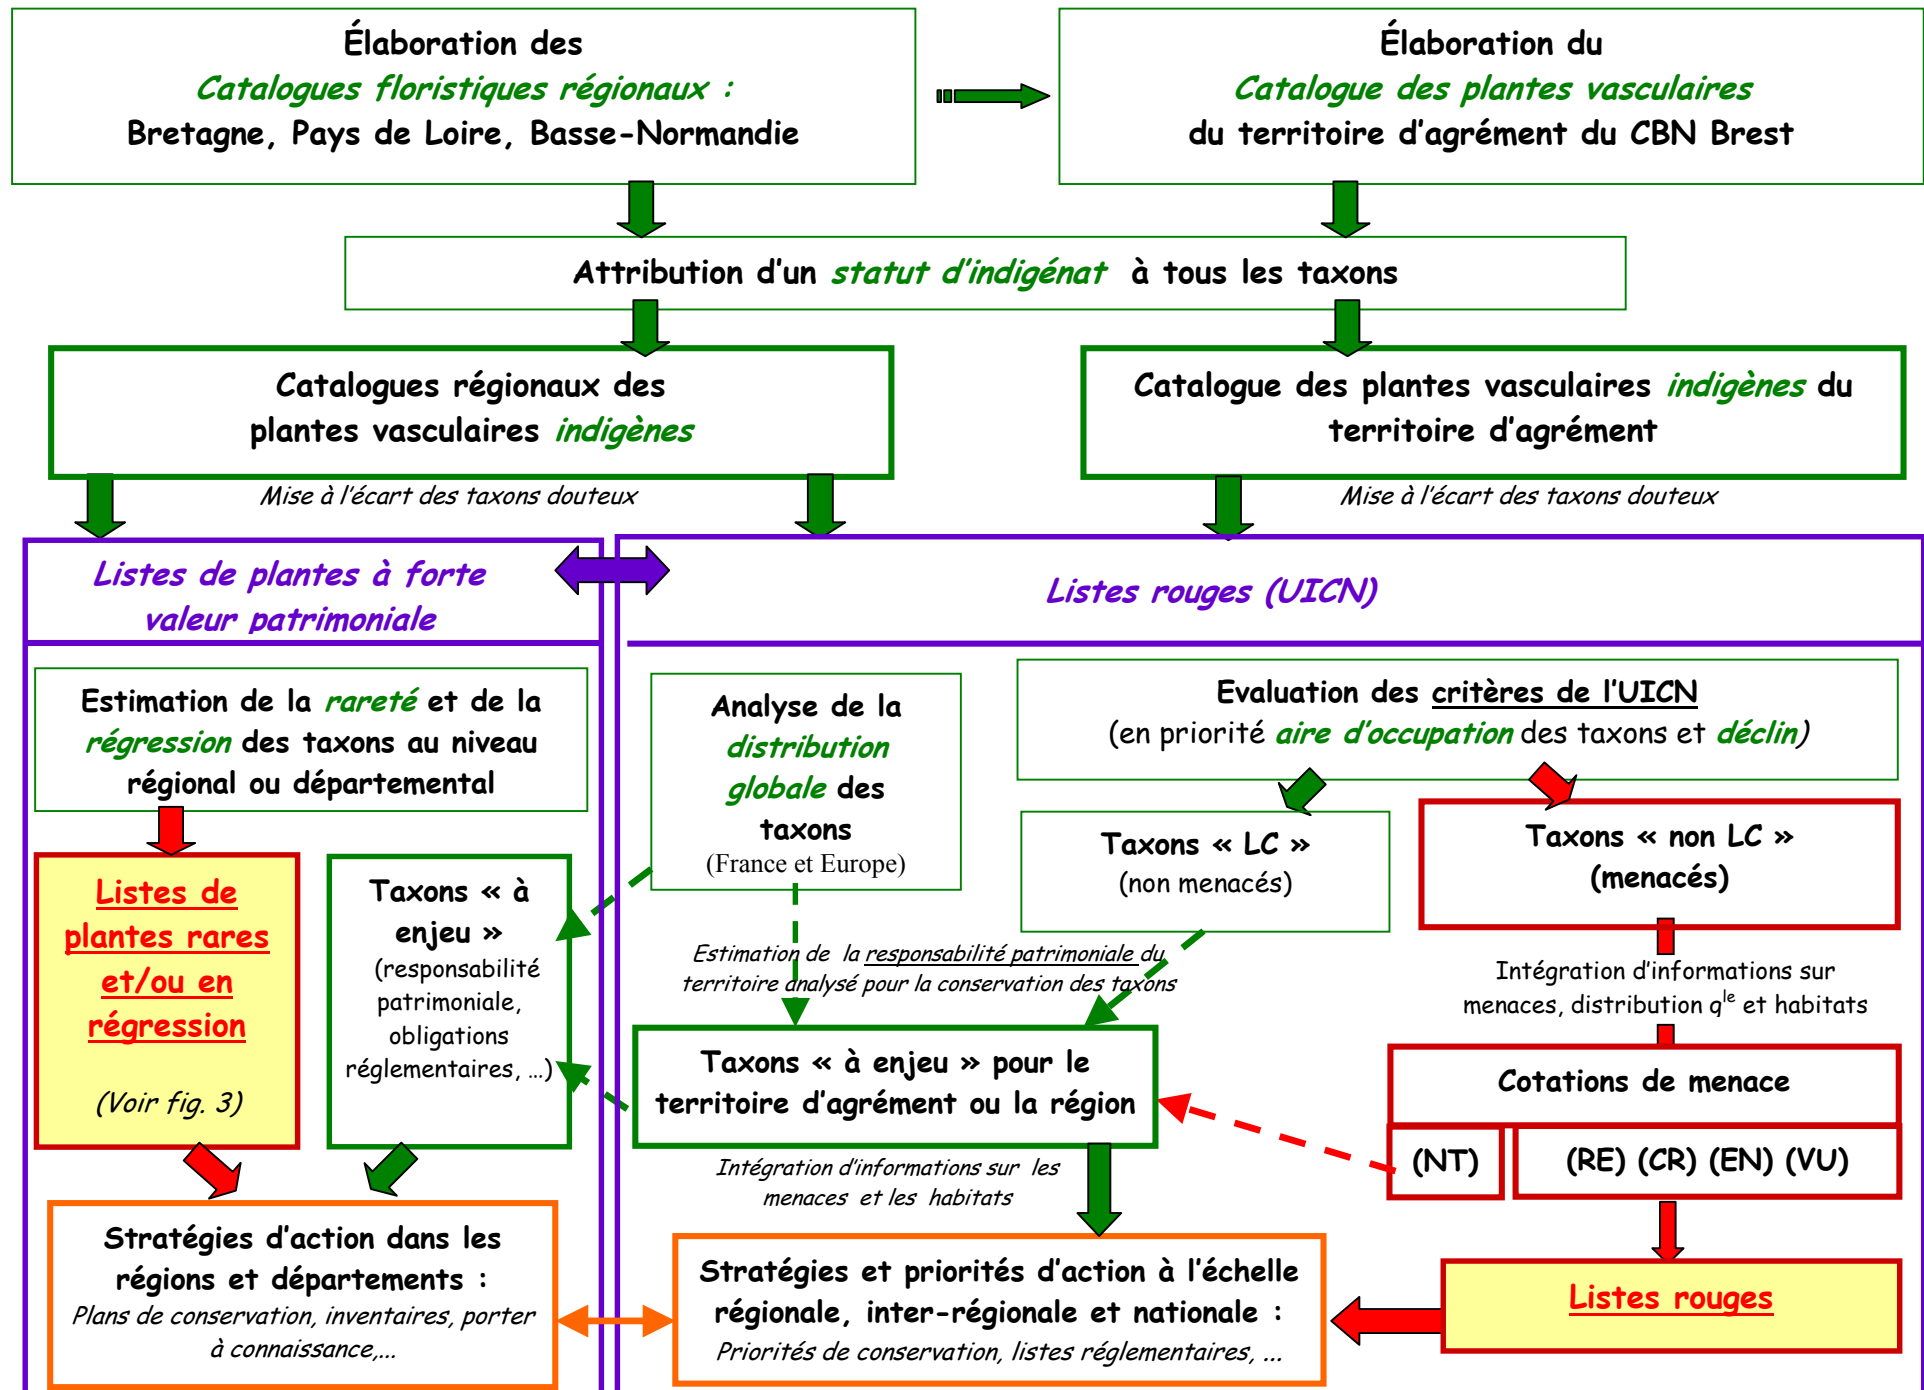 Élaboration des
Catalogues floristiques régionaux :
Bretagne, Pays de Loire, Basse-Normandie
Élaboration du
Catalogue des plantes vasculaires
du territoire d'agrément du CBN Brest
Attribution d'un statut d'indigénat à tous les taxons
Catalogues régionaux des
plantes vasculaires indigènes
Catalogue des plantes vasculaires indigènes du
territoire d'agrément
Mise à l'écart des taxons douteux
Mise à l'écart des taxons douteux
Listes de plantes à forte
valeur patrimoniale
Listes rouges (UICN)
Estimation de la rareté et de la
régression des taxons au niveau
régional ou départemental
Listes de
plantes rares
et/ou en
régression
(Voir fig. 3)
Taxons « à
enjeu »
(responsabilité
patrimoniale,
obligations
réglementaires, …)
Stratégies d'action dans les
régions et départements :
Plans de conservation, inventaires, porter
à connaissance,...
Analyse de la
distribution
globale des
taxons
(France et Europe)
Evaluation des critères de l'UICN
(en priorité aire d'occupation des taxons et déclin)
Taxons « LC »
(non menacés)
Taxons « non LC »
(menacés)
Estimation de la responsabilité patrimoniale du
territoire analysé pour la conservation des taxons
Intégration d'informations sur
menaces, distribution gle et habitats
Taxons « à enjeu » pour le
territoire d'agrément ou la région
Cotations de menace
(NT)
(RE) (CR) (EN) (VU)
Intégration d'informations sur les
menaces et les habitats
Stratégies et priorités d'action à l'échelle
régionale, inter-régionale et nationale :
Priorités de conservation, listes réglementaires, ...
Listes rouges